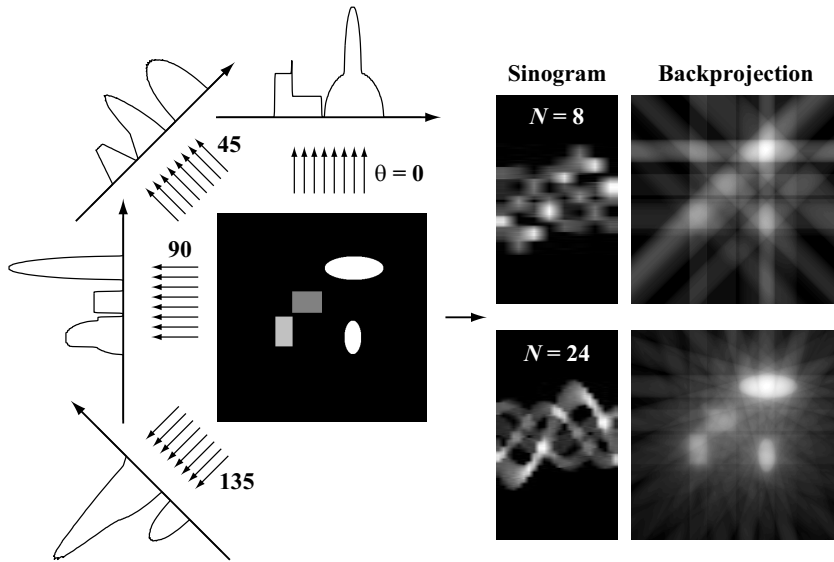 Sinogram
Backprojection
N = 8
45
θ = 0
90
N = 24
135